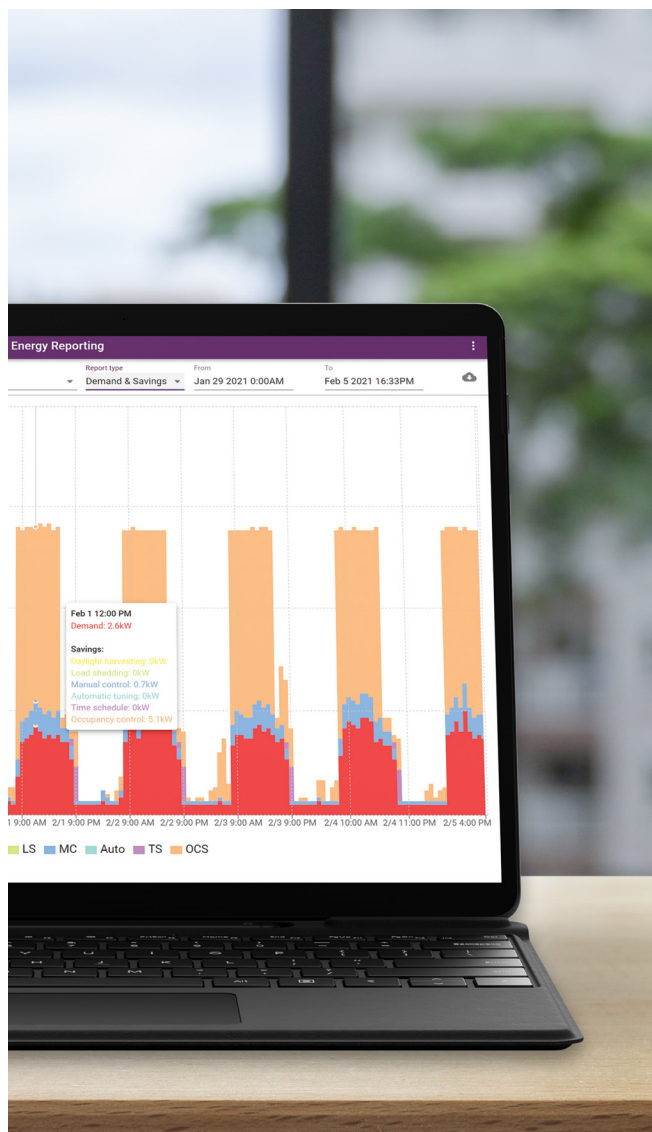 Energy Reporting
Report type
Demand & Savings
From
Jan 29 2021 0:00AM
To
Feb 5 2021 16:33PM
Feb 1 12:00 PM
Demand: 2.6kW
Savings:
Daylight harvesting: 0kW
Load shedding: 0kW
Manual control: 0.7kW
Automatic tuning: 0kW
Time schedule: 0kW
Occupancy control: 5.1kW
1 9:00 AM 2/1 9:00 PM 2/2 9:00 AM 2/2 9:00 PM 2/3 9:00 AM 2/3 9:00 PM 2/4 10:00 AM 2/4 11:00 PM 2/5 4:00 PM
LS MC Auto TS OCS
Backspace
Y U I O P
H J K L
N M
Alt